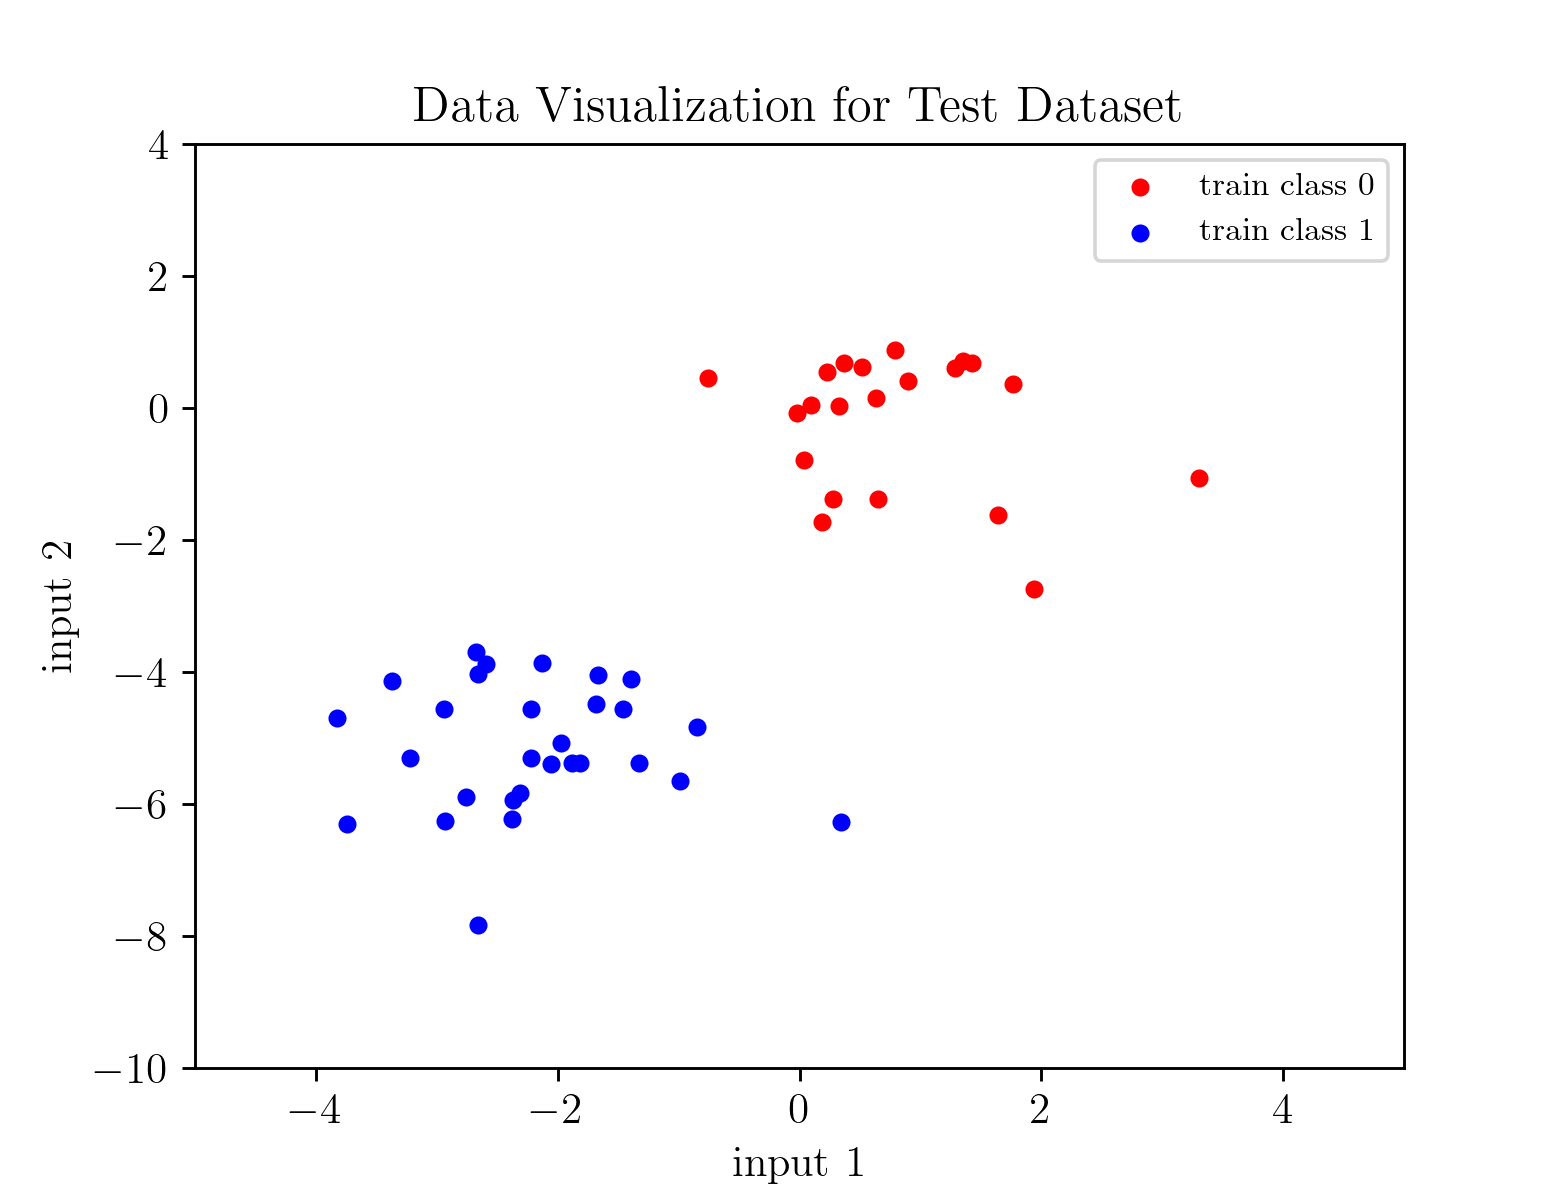 Data Visualization for Test Dataset
train class 0
train class 1
4
2
0
−2
−4
−6
−8
−10
input 2
−4
−2
0
2
4
input 1